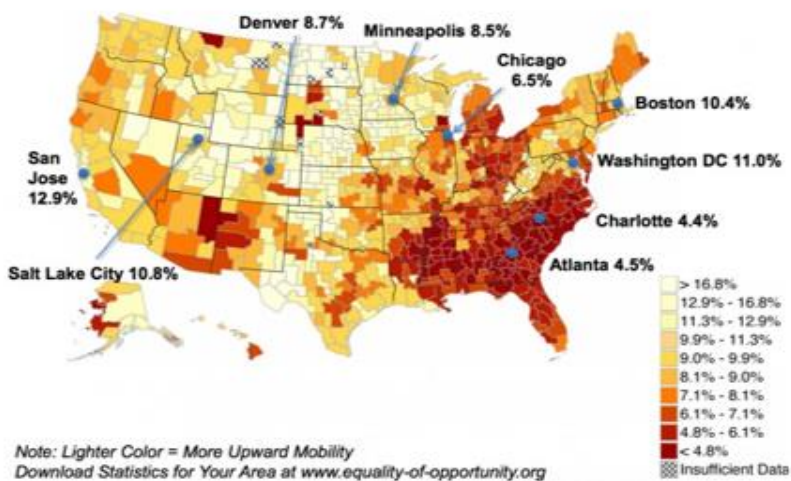 Denver 8.7%
Minneapolis 8.5%
Chicago
6.5%
Boston 10.4%
San
Jose
12.9%
Washington DC 11.0%
Charlotte 4.4%
Salt Lake City 10.8%
Atlanta 4.5%
> 16.8%
12.9% - 16.8%
11.3% - 12.9%
9.9% - 11.3%
9.0% - 9.9%
8.1% - 9.0%
7.1% - 8.1%
6.1% - 7.1%
4.8% - 6.1%
< 4.8%
Insufficient Data
Note: Lighter Color = More Upward Mobility
Download Statistics for Your Area at www.equality-of-opportunity.org